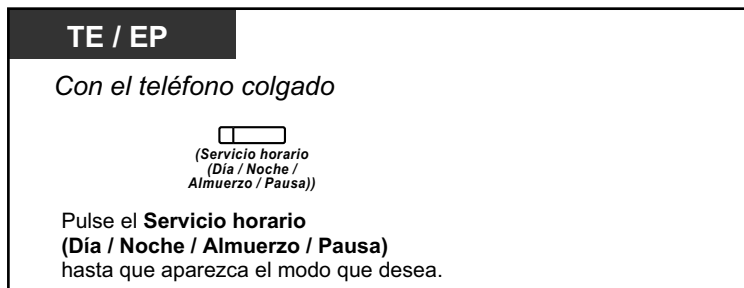 TE / EP
Con el teléfono colgado
(Servicio horario
(Día / Noche /
Almuerzo / Pausa))
Pulse el Servicio horario
(Día / Noche / Almuerzo / Pausa)
hasta que aparezca el modo que desea.